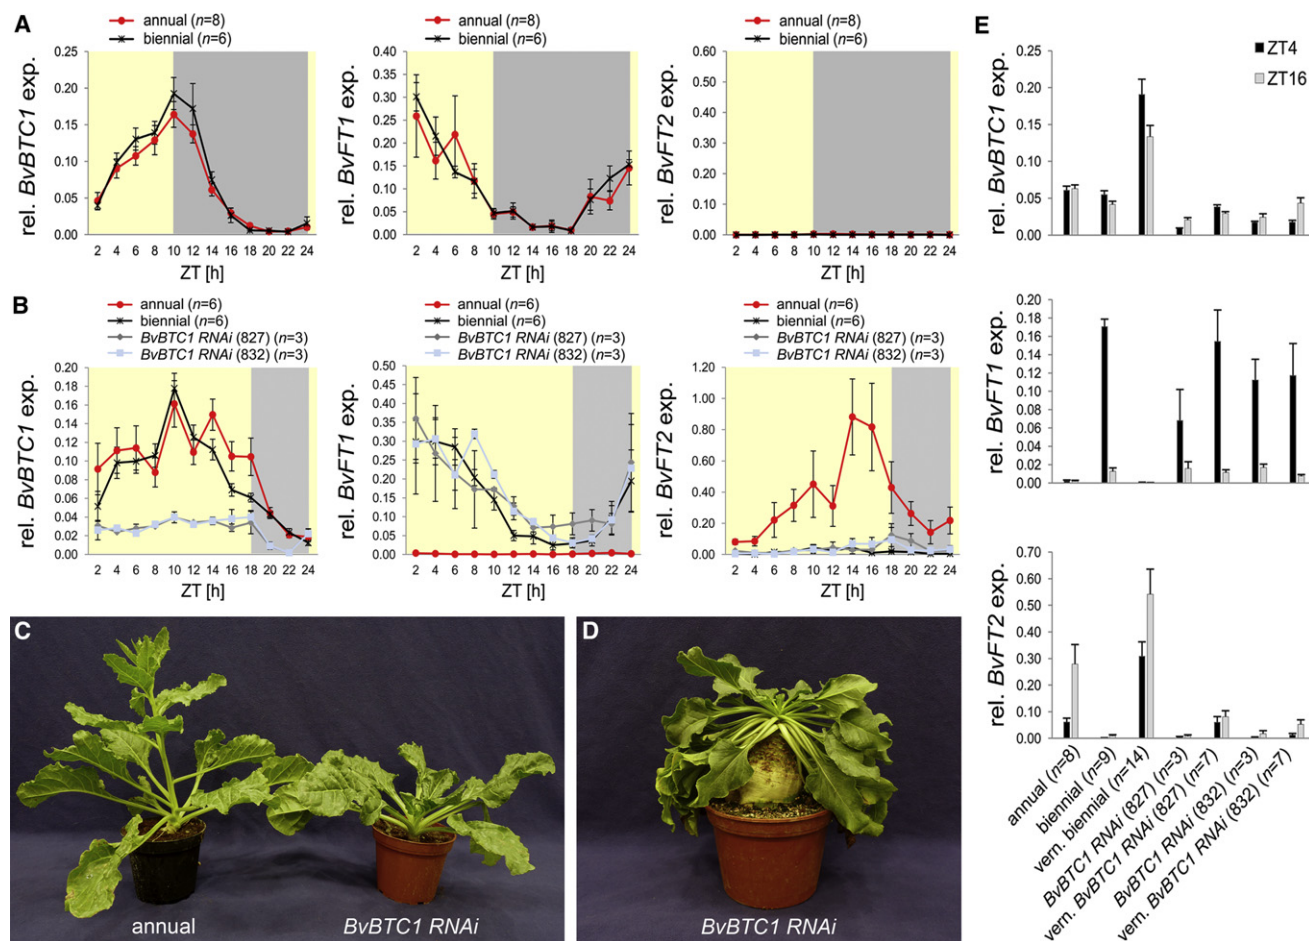 A
annual (n=8)
biennial (n=6)
rel. BvBTC1 exp.
0.25
0.20
0.15
0.10
0.05
0.00
2 4 6 8 10 12 14 16 18 20 22 24
ZT [h]
annual (n=8)
biennial (n=6)
rel. BvFT1 exp.
0.40
0.35
0.30
0.25
0.20
0.15
0.10
0.05
0.00
2 4 6 8 10 12 14 16 18 20 22 24
ZT [h]
annual (n=8)
biennial (n=6)
rel. BvFT2 exp.
0.60
0.50
0.40
0.30
0.20
0.10
0.00
2 4 6 8 10 12 14 16 18 20 22 24
ZT [h]
B
annual (n=6)
biennial (n=6)
BvBTC1 RNAi (827) (n=3)
BvBTC1 RNAi (832) (n=3)
rel. BvBTC1 exp.
0.20
0.18
0.16
0.14
0.12
0.10
0.08
0.06
0.04
0.02
0.00
2 4 6 8 10 12 14 16 18 20 22 24
ZT [h]
annual (n=6)
biennial (n=6)
BvBTC1 RNAi (827) (n=3)
BvBTC1 RNAi (832) (n=3)
rel. BvFT1 exp.
0.50
0.45
0.40
0.35
0.30
0.25
0.20
0.15
0.10
0.05
0.00
2 4 6 8 10 12 14 16 18 20 22 24
ZT [h]
annual (n=6)
biennial (n=6)
BvBTC1 RNAi (827) (n=3)
BvBTC1 RNAi (832) (n=3)
rel. BvFT2 exp.
2.20
1.40
1.20
1.00
0.80
0.60
0.40
0.20
0.00
2 4 6 8 10 12 14 16 18 20 22 24
ZT [h]
C
annual
BvBTC1 RNAi
D
BvBTC1 RNAi
E
ZT4
ZT16
rel. BvBTC1 exp.
0.25
0.20
0.15
0.10
0.05
0.00
rel. BvFT1 exp.
0.20
0.18
0.16
0.14
0.12
0.10
0.08
0.06
0.04
0.02
0.00
rel. BvFT2 exp.
0.70
0.60
0.50
0.40
0.30
0.20
0.10
0.00
annual (n=8)
biennial (n=9)
vern. biennial (n=14)
BvBTC1 RNAi (827) (n=3)
vern. BvBTC1 RNAi (827) (n=7)
BvBTC1 RNAi (832) (n=3)
vern. BvBTC1 RNAi (832) (n=7)